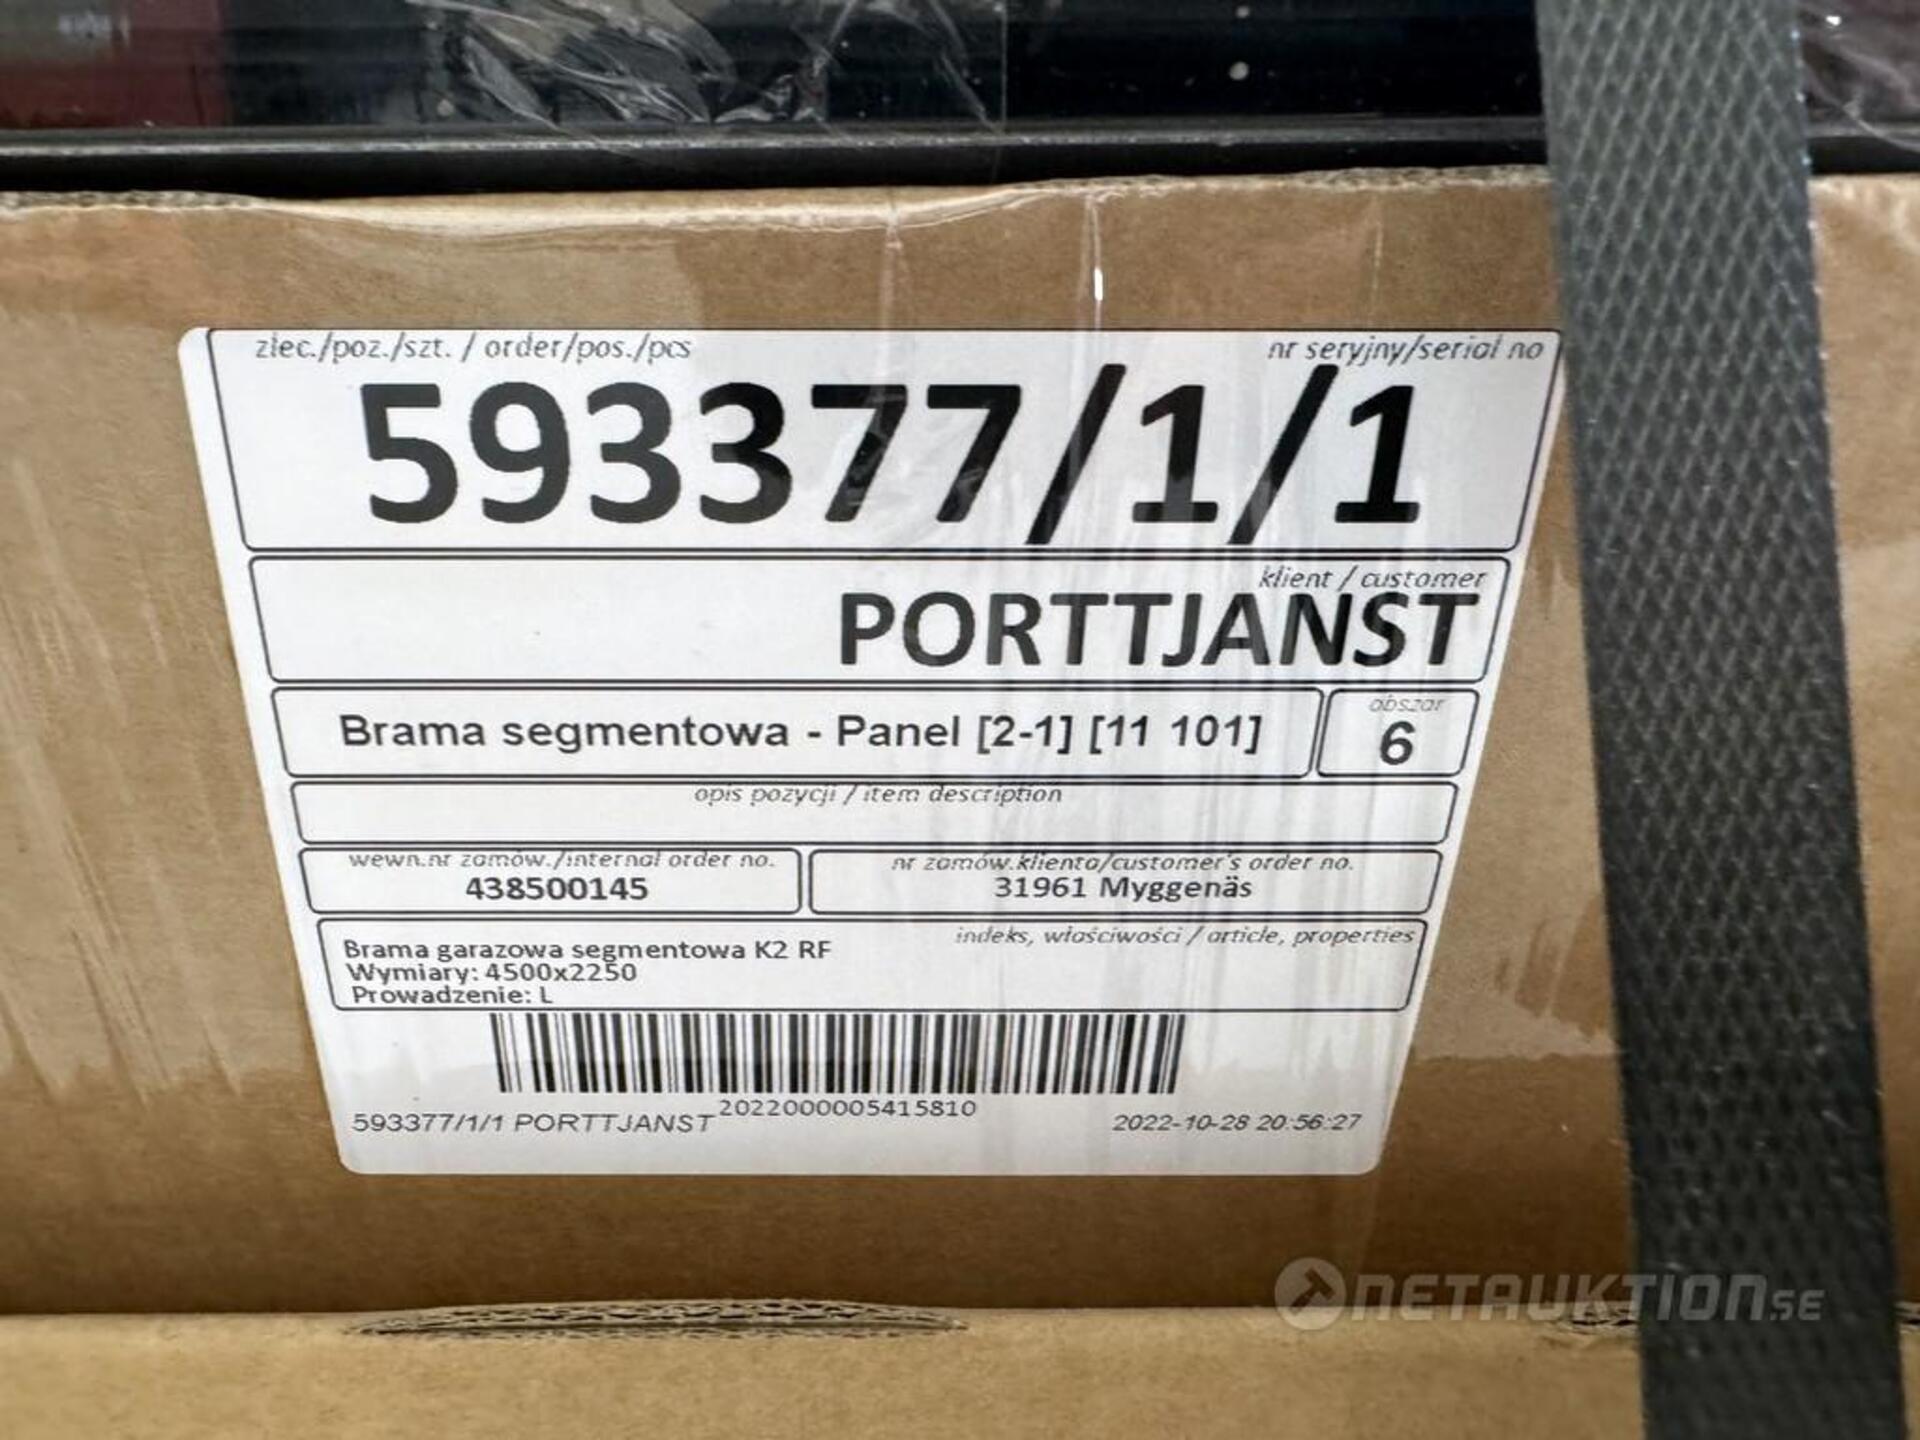 zlec./poz./szt. / order/pos./pcs
nr seryjny/serial no
593377/1/1
klient / customer
PORTTJANST
Brama segmentowa - Panel [2-1] [11 101]
obszar
6
opis pozycji / item description
wewn.nr zamów./internal order no.
438500145
nr zamów.klienta/customer's order no.
31961 Myggenäs
indeks, właściwości / article, properties
Brama garazowa segmentowa K2 RF
Wymiary: 4500x2250
Prowadzenie: L
2022000005415810
593377/1/1 PORTTJANST
2022-10-28 20:56:27
NETAUKTION.SE